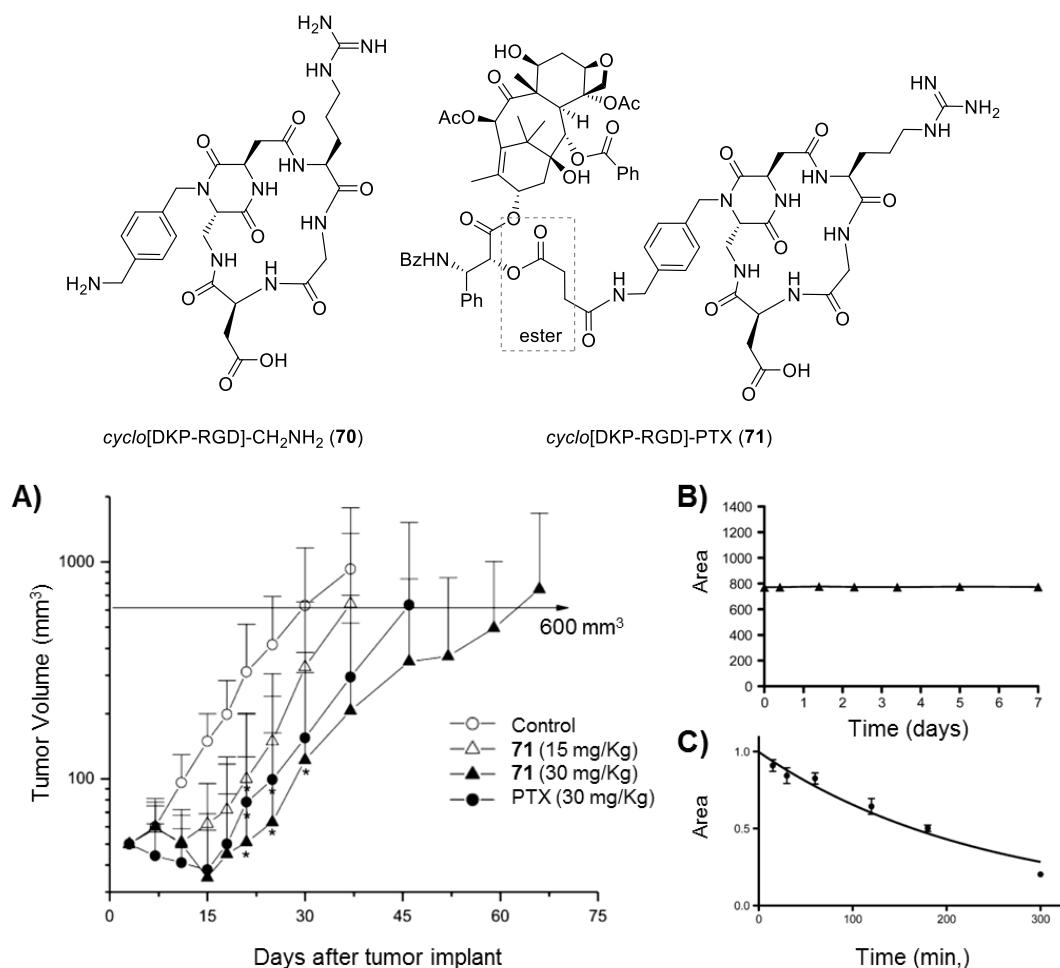 H₂N
NH
HN
O
O
HN
O
N
NH
O
O
HN
NH
H₂N
O
H
N
O
O
OH
HO
O
O
OAc
AcO
H
O
O
OH
Ph
O
O
O
BzHN
O
Ph
ester
H
N
O
HN
NH₂
N
H
O
O
N
H
O
N
NH
O
O
HN
NH
O
H
N
O
O
OH
cyclo[DKP-RGD]-CH₂NH₂ (70)
cyclo[DKP-RGD]-PTX (71)
A)
Tumor Volume (mm³)
1000
100
600 mm³
Control
71 (15 mg/Kg)
71 (30 mg/Kg)
PTX (30 mg/Kg)
* * * * *
0 15 30 45 60 75
Days after tumor implant
B)
Area
1400
1200
1000
800
600
400
200
0
0 1 2 3 4 5 6 7
Time (days)
C)
Area
1.0
0.5
0.0
0 100 200 300
Time (min,)